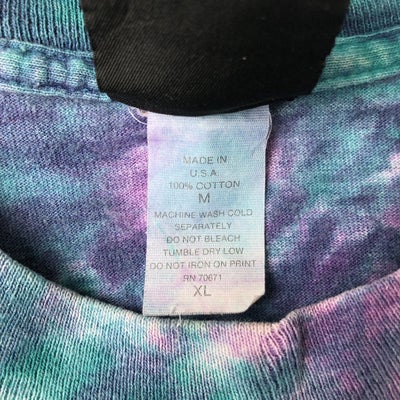 MADE IN
U.S.A.
100% COTTON
M
MACHINE WASH COLD
SEPARATELY
DO NOT BLEACH
TUMBLE DRY LOW
DO NOT IRON ON PRINT
RN 70671
XL